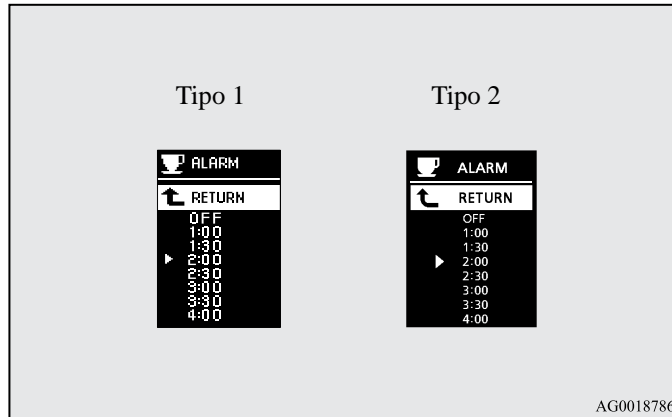 Tipo 1
ALARM
RETURN
OFF
1:00
1:30
2:00
2:30
3:00
3:30
4:00
Tipo 2
ALARM
RETURN
OFF
1:00
1:30
2:00
2:30
3:00
3:30
4:00
AG0018786